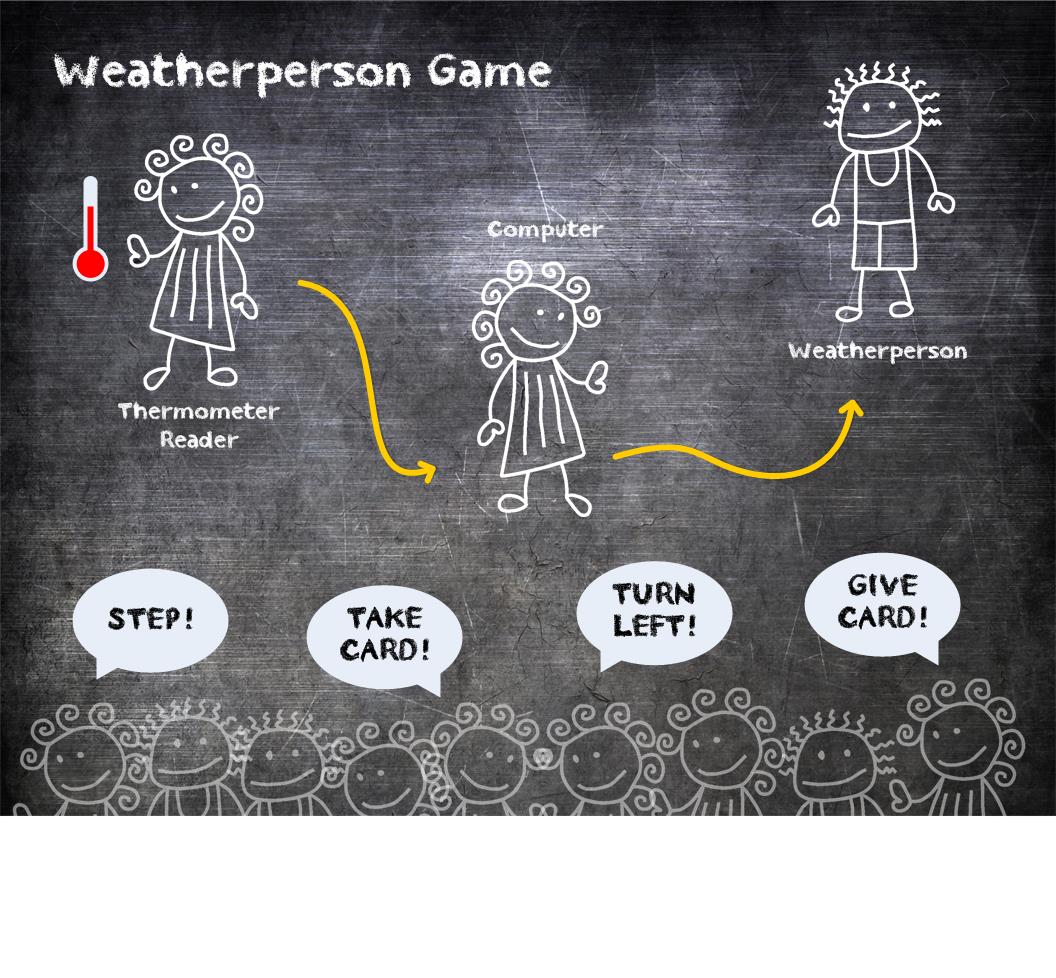 Weatherperson Game
Computer
Weatherperson
Thermometer
Reader
STEP!
TAKE
CARD!
TURN
LEFT!
GIVE
CARD!